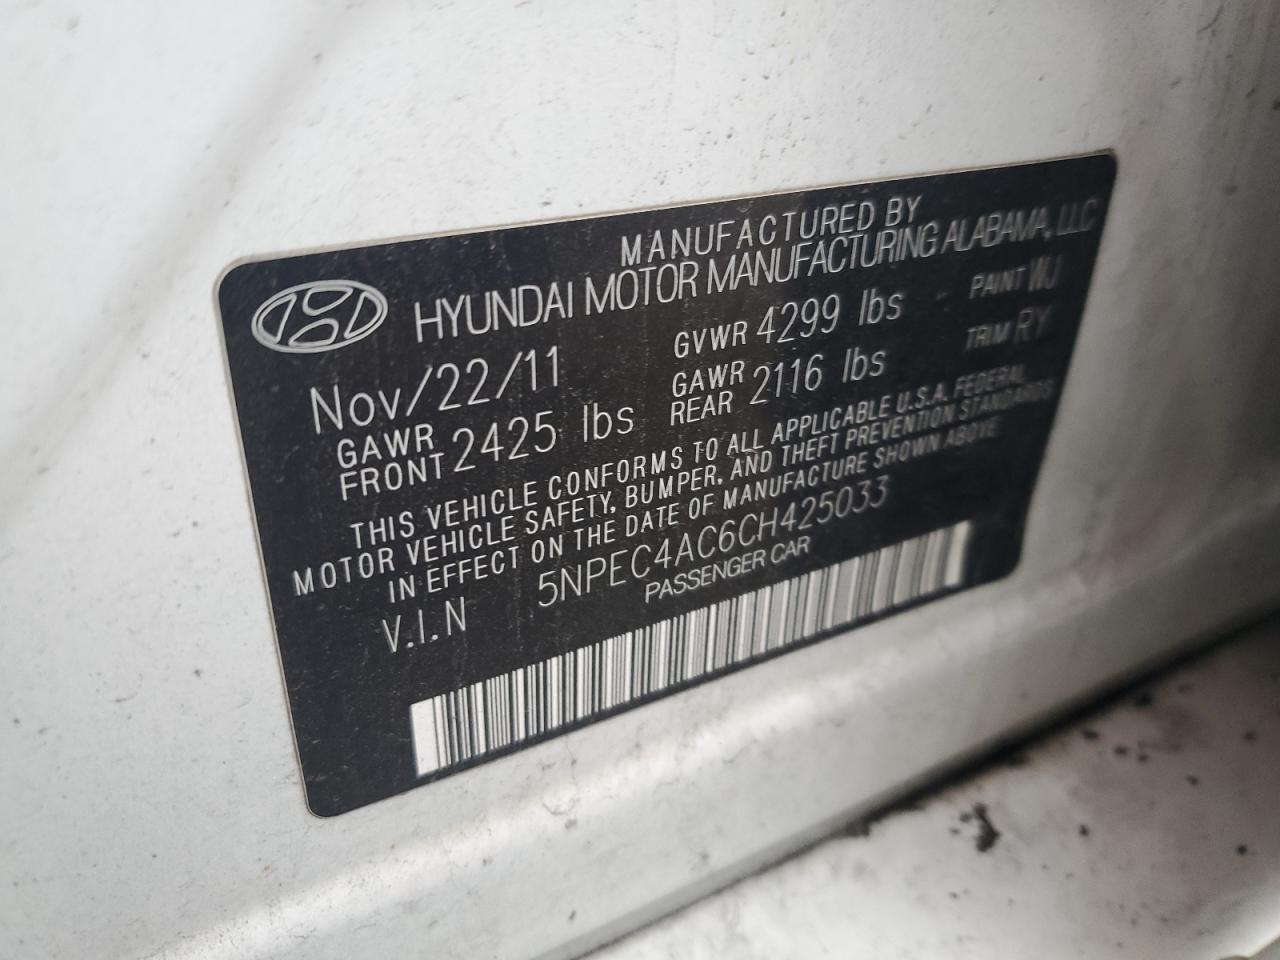 MANUFACTURED BY
HYUNDAI MOTOR MANUFACTURING ALABAMA, LLC
Nov/22/11 GVWR 4299 lbs PAINT WJ
GAWR FRONT 2425 lbs GAWR REAR 2116 lbs TRIM RY
THIS VEHICLE CONFORMS TO ALL APPLICABLE U.S.A. FEDERAL
MOTOR VEHICLE SAFETY, BUMPER, AND THEFT PREVENTION STANDARDS
IN EFFECT ON THE DATE OF MANUFACTURE SHOWN ABOVE
V.I.N 5NPEC4AC6CH425033
PASSENGER CAR